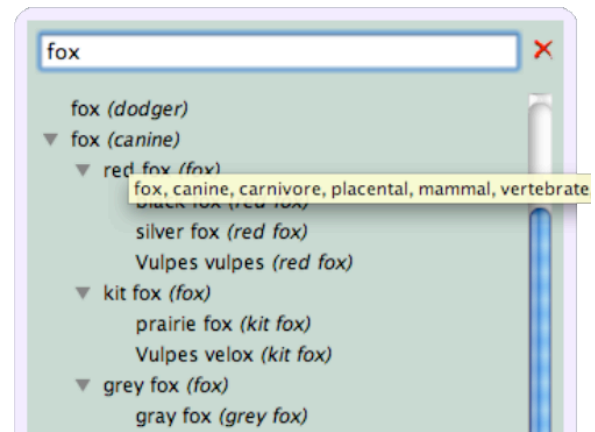 fox
fox (dodger)
fox (canine)
red fox (fox)
fox, canine, carnivore, placental, mammal, vertebrate,
black fox (red fox)
silver fox (red fox)
Vulpes vulpes (red fox)
kit fox (fox)
prairie fox (kit fox)
Vulpes velox (kit fox)
grey fox (fox)
gray fox (grey fox)